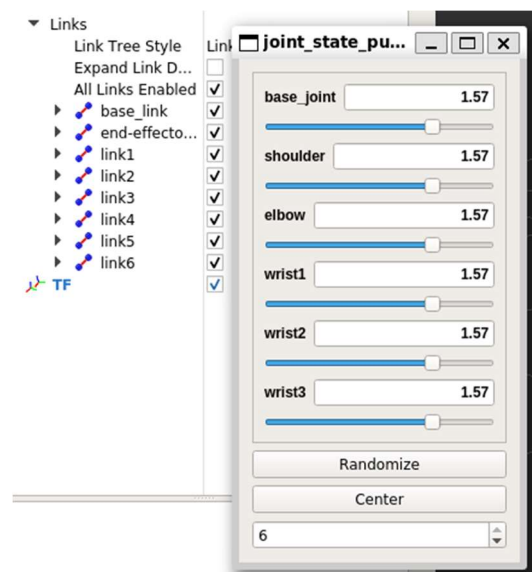 Links
Link Tree Style Link
Expand Link D...
All Links Enabled
base_link
end-effecto...
link1
link2
link3
link4
link5
link6
TF
joint_state_pu...
base_joint 1.57
shoulder 1.57
elbow 1.57
wrist1 1.57
wrist2 1.57
wrist3 1.57
Randomize
Center
6